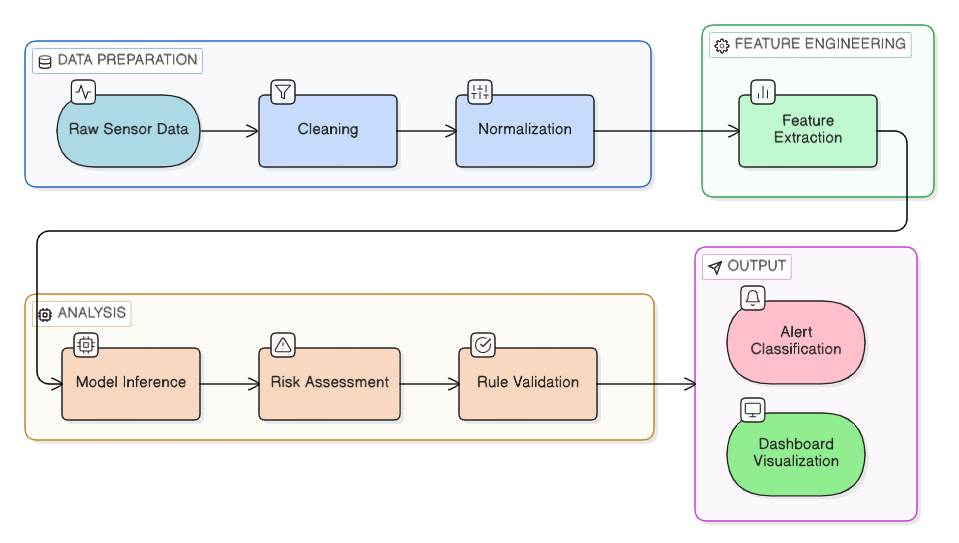 DATA PREPARATION
Raw Sensor Data
Cleaning
Normalization
FEATURE ENGINEERING
Feature
Extraction
ANALYSIS
Model Inference
Risk Assessment
Rule Validation
OUTPUT
Alert
Classification
Dashboard
Visualization